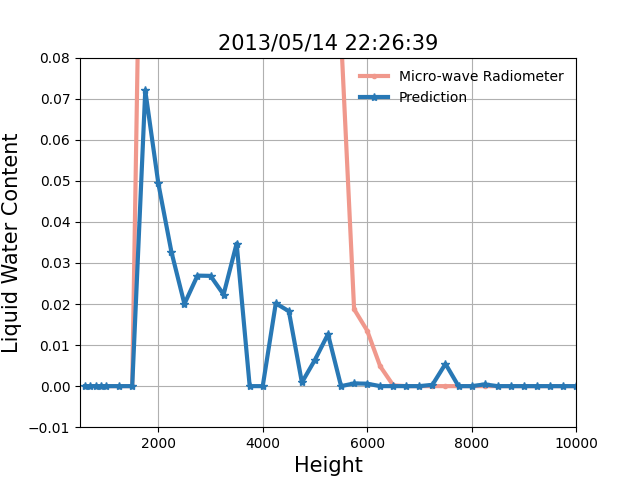 2013/05/14 22:26:39
Micro-wave Radiometer
Prediction
Liquid Water Content
0.08
0.07
0.06
0.05
0.04
0.03
0.02
0.01
0.00
−0.01
2000 4000 6000 8000 10000
Height